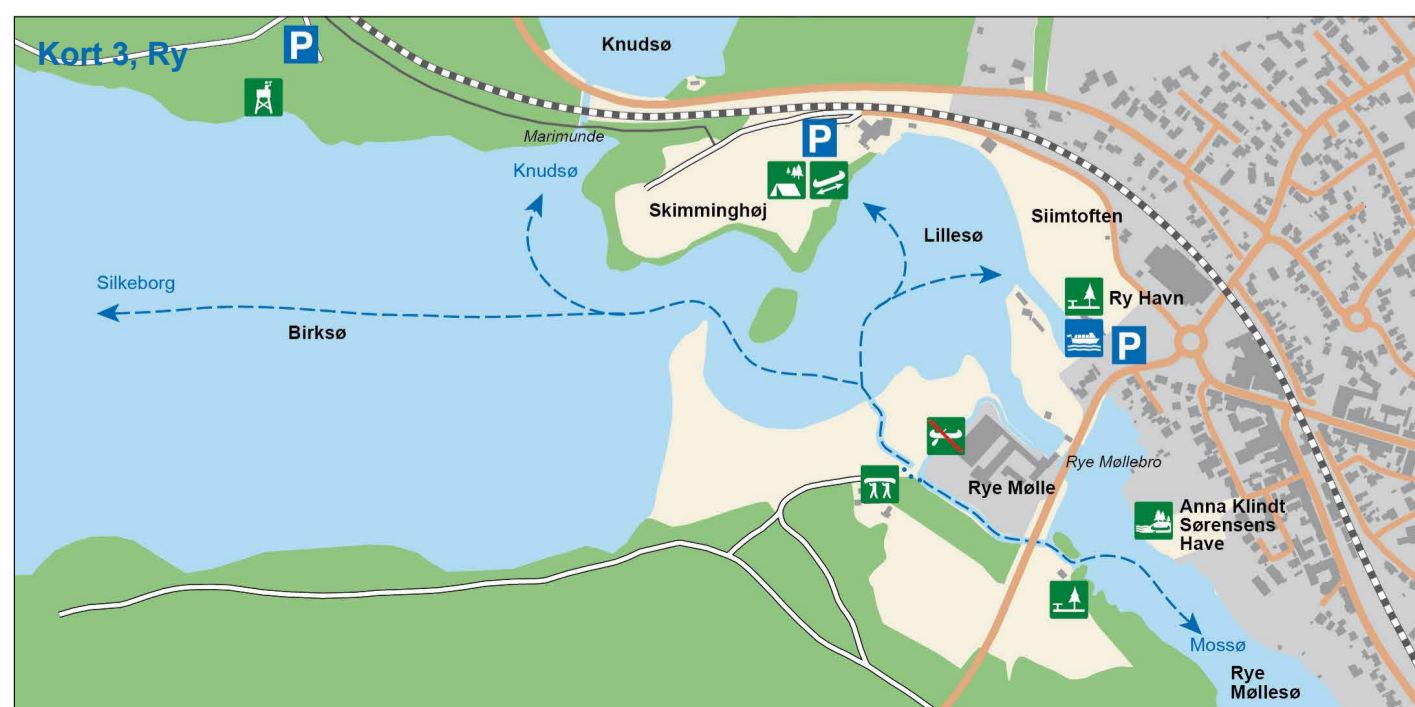 Kort 3, Ry
P
Knudsø
Marimunde
P
Knudsø
Skimminghøj
Siimtoften
Lillesø
Silkeborg
Ry Havn
Birksø
P
Rye Møllebro
Rye Mølle
Anna Klindt
Sørensens
Have
Mossø
Rye
Møllesø